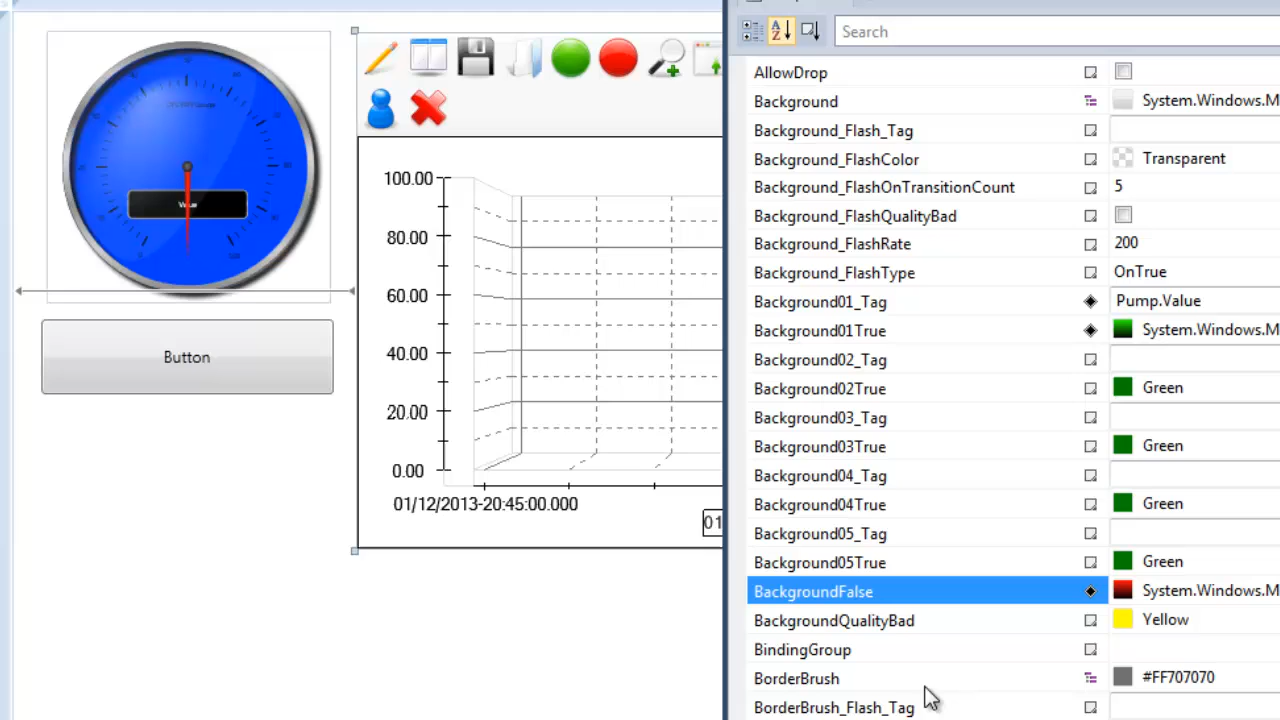 Search
AllowDrop
Background System.Windows.M
Background_Flash_Tag
Background_FlashColor Transparent
Background_FlashOnTransitionCount 5
Background_FlashQualityBad
Background_FlashRate 200
Background_FlashType OnTrue
Background01_Tag Pump.Value
Background01True System.Windows.M
Background02_Tag
Background02True Green
Background03_Tag
Background03True Green
Background04_Tag
Background04True Green
Background05_Tag
Background05True Green
BackgroundFalse System.Windows.M
BackgroundQualityBad Yellow
BindingGroup
BorderBrush #FF707070
BorderBrush_Flash_Tag
Value
Button
100.00
80.00
60.00
40.00
20.00
0.00
01/12/2013-20:45:00.000
01